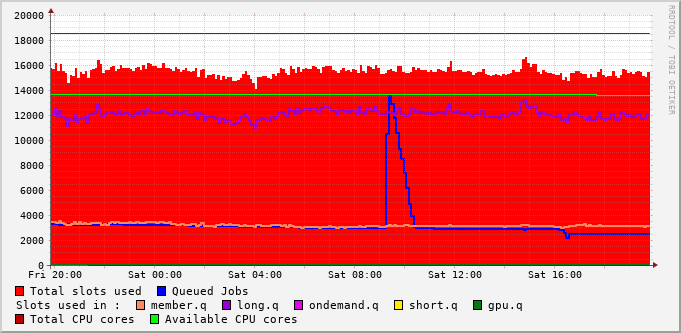 RRDTOOL / TOBI OETIKER
20000
18000
16000
14000
12000
10000
8000
6000
4000
2000
0
Fri 20:00 Sat 00:00 Sat 04:00 Sat 08:00 Sat 12:00 Sat 16:00
Total slots used Queued Jobs
Slots used in : member.q long.q ondemand.q short.q gpu.q
Total CPU cores Available CPU cores